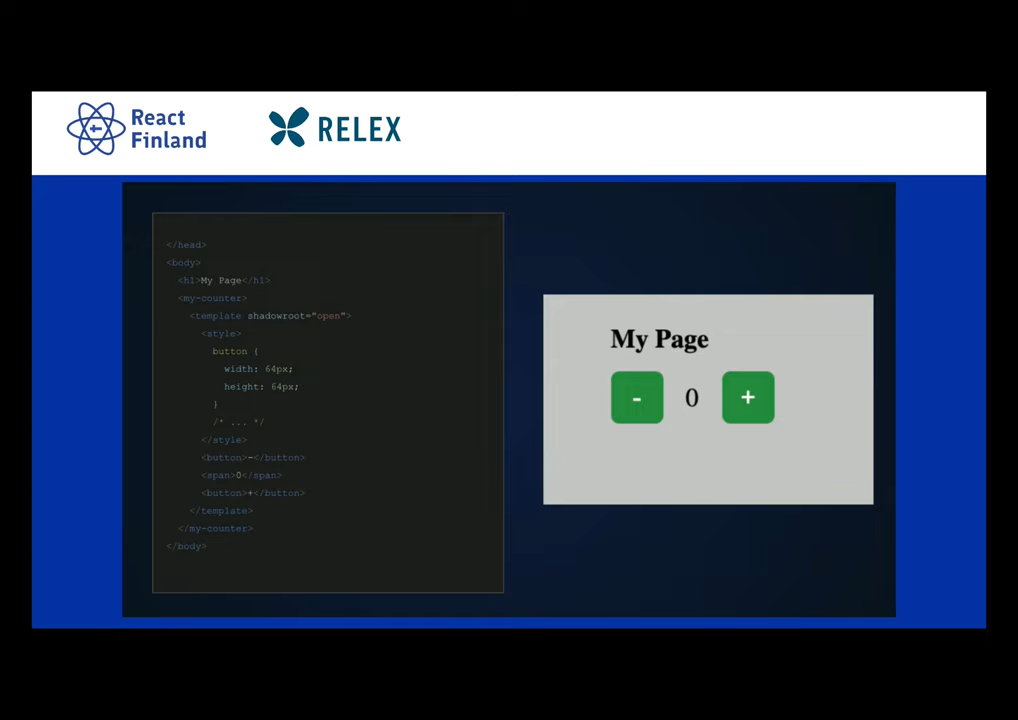 React
Finland
RELEX
</head>
<body>
<h1>My Page</h1>
<my-counter>
<template shadowroot="open">
<style>
button {
width: 64px;
height: 64px;
}
/* ... */
</style>
<button>-</button>
<span>0</span>
<button>+</button>
</template>
</my-counter>
</body>
My Page
- 0 +